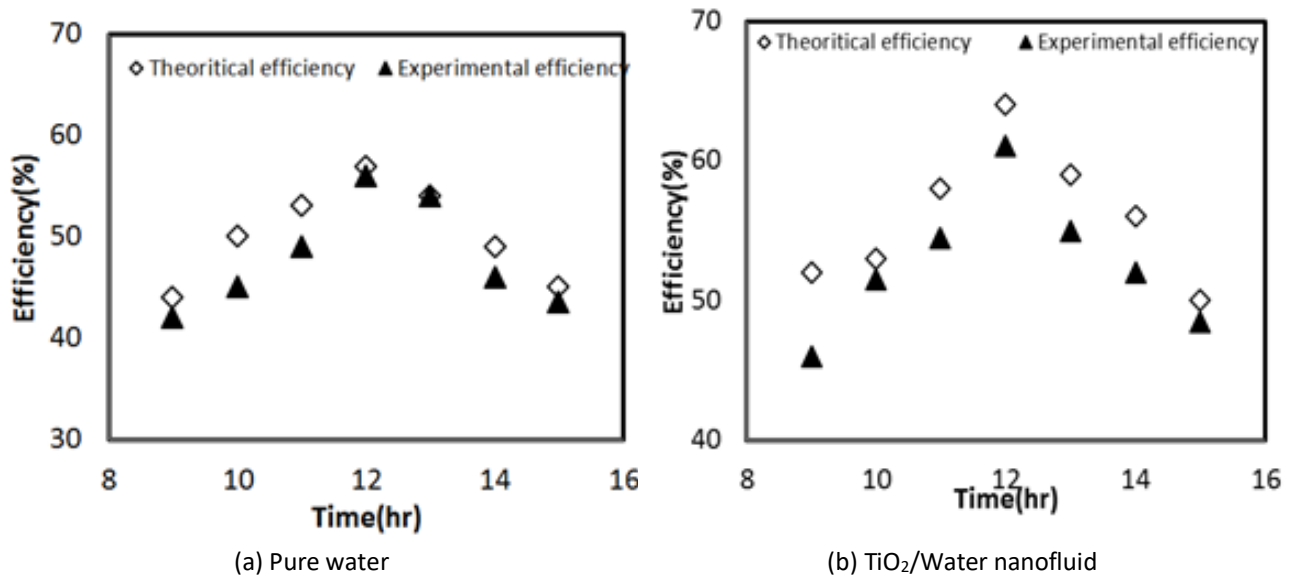 70
◇ Theoritical efficiency ▲ Experimental efficiency
60
50
40
30
Efficiency(%)
8 10 12 14 16
Time(hr)
(a) Pure water
70
◇ Theoritical efficiency ▲ Experimental efficiency
60
50
40
Efficiency(%)
8 10 12 14 16
Time(hr)
(b) TiO₂/Water nanofluid